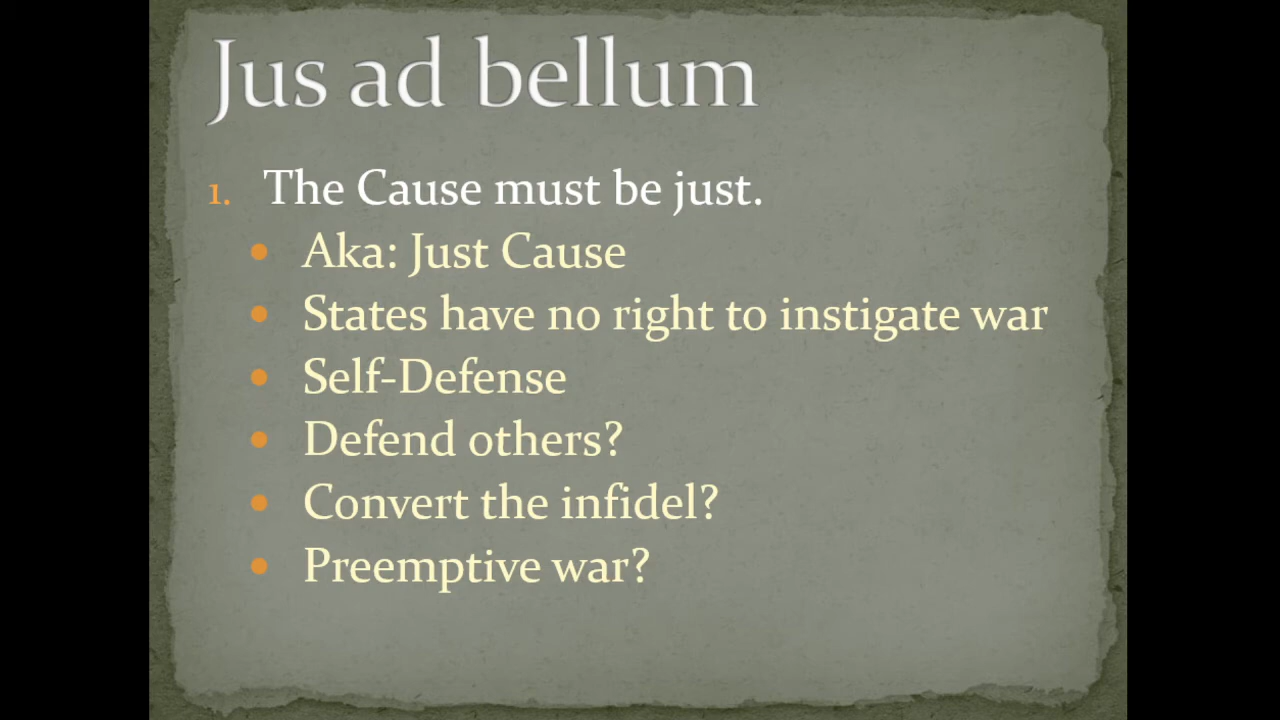 Jus ad bellum
1. The Cause must be just.
• Aka: Just Cause
• States have no right to instigate war
• Self-Defense
• Defend others?
• Convert the infidel?
• Preemptive war?